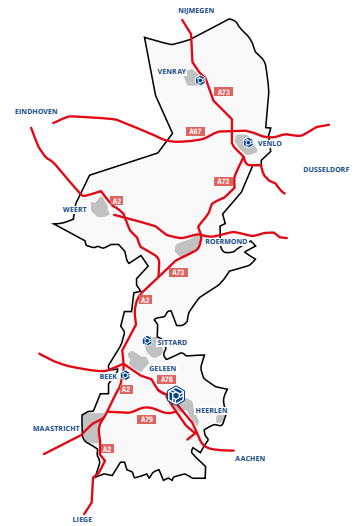 NIJMEGEN
VENRAY
A73
EINDHOVEN
A67
VENLO
DUSSELDORF
A73
A2
WEERT
ROERMOND
A73
A2
SITTARD
GELEEN
BEEK
A76
A2
HEERLEN
A79
MAASTRICHT
A2
AACHEN
LIEGE